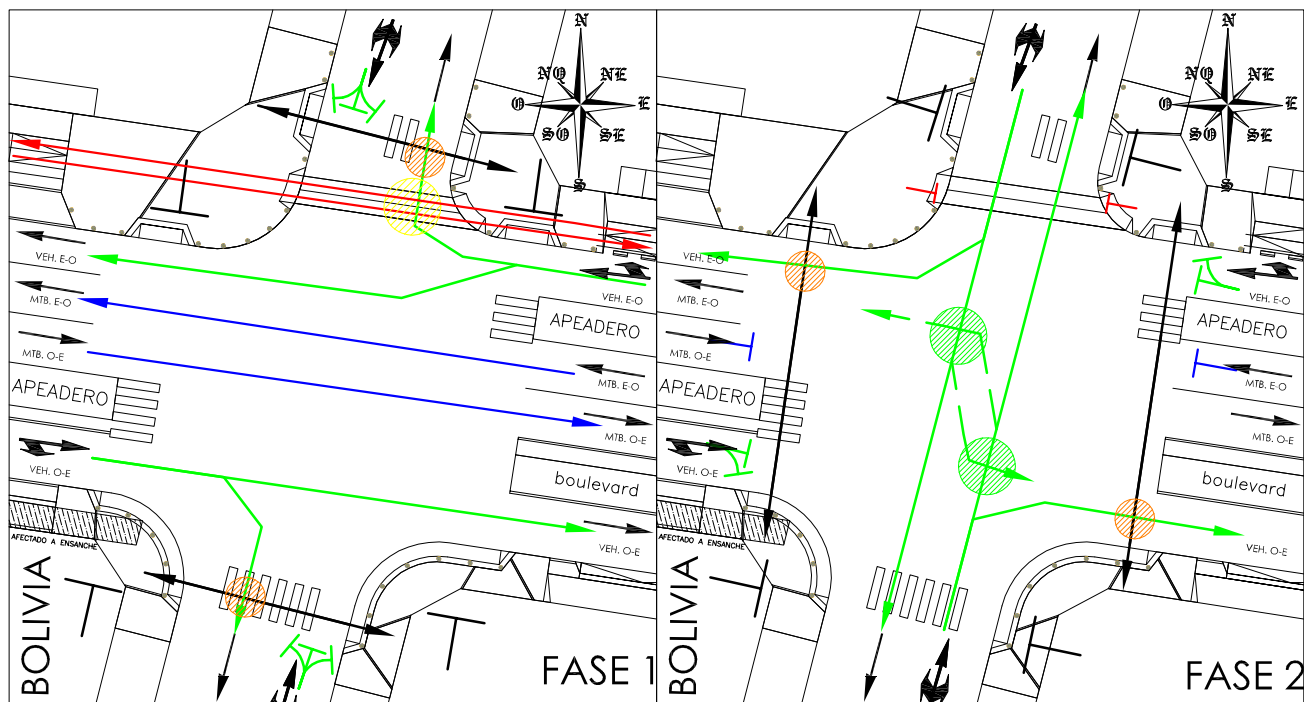 N
NO NE
O E
SO SE
S
VEH. E-O
VEH. E-O
MTB. E-O
APEADERO
MTB. O-E
MTB. E-O
APEADERO
MTB. O-E
VEH. O-E
boulevard
AFECTADO A ENSANCHE
VEH. O-E
BOLIVIA
FASE 1
N
NO NE
O E
SO SE
S
VEH. E-O
VEH. E-O
MTB. E-O
APEADERO
MTB. O-E
MTB. E-O
APEADERO
MTB. O-E
VEH. O-E
boulevard
AFECTADO A ENSANCHE
VEH. O-E
BOLIVIA
FASE 2